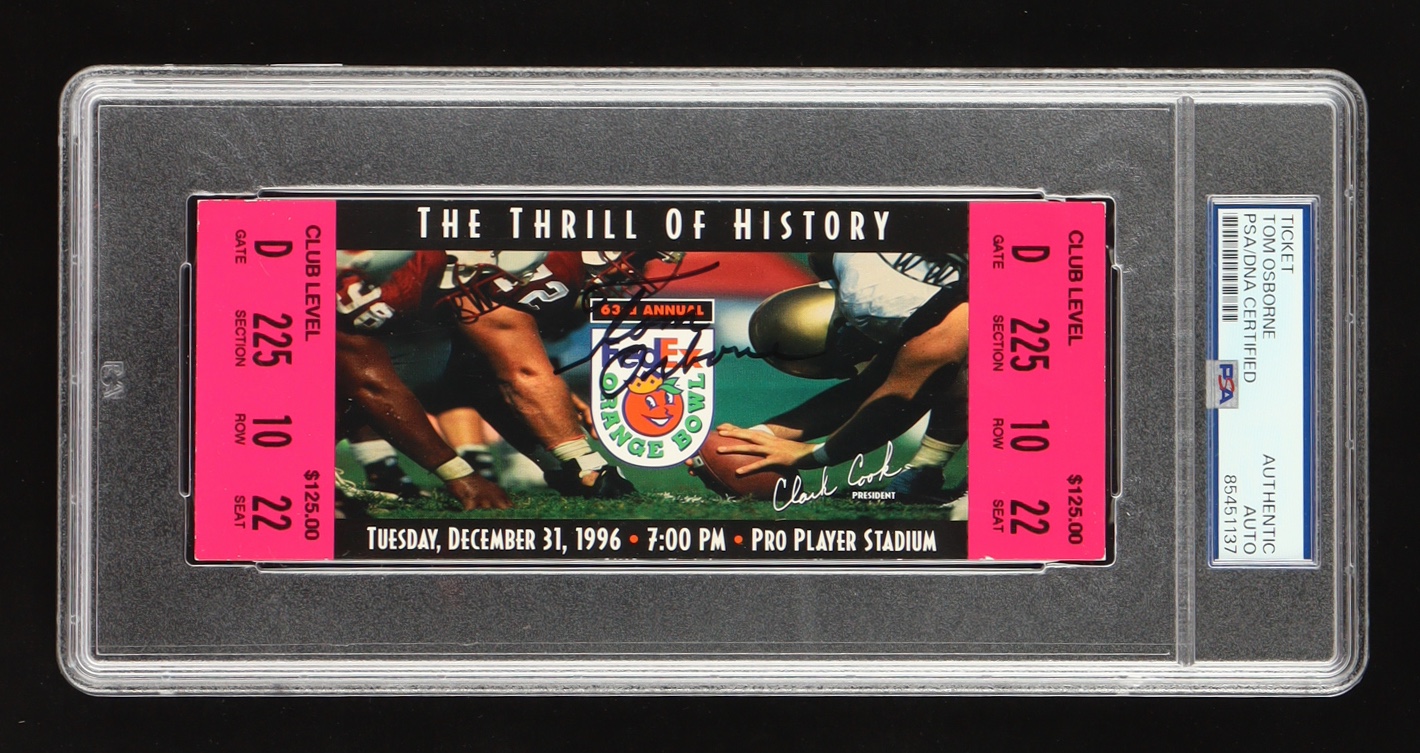 CLUB LEVEL $125.00
D 225 10 22
GATE SECTION ROW SEAT
THE THRILL OF HISTORY
63rd ANNUAL
FedEx
ORANGE BOWL
Tom
Osborne
Clark Cook
PRESIDENT
TUESDAY, DECEMBER 31, 1996 • 7:00 PM • PRO PLAYER STADIUM
CLUB LEVEL $125.00
D 225 10 22
GATE SECTION ROW SEAT
TICKET
TOM OSBORNE
PSA/DNA CERTIFIED
AUTHENTIC
AUTO
85451137
PSA